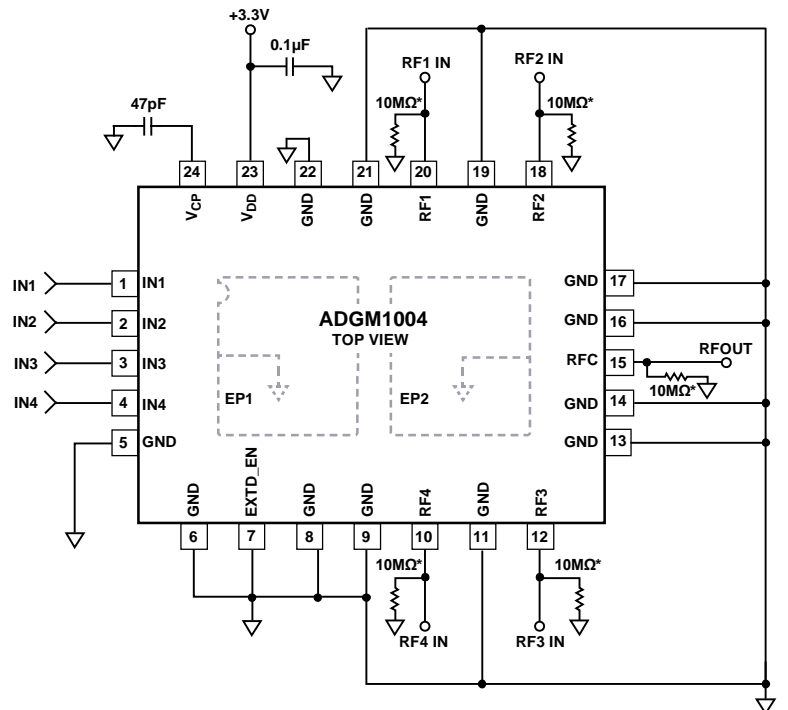 +3.3V
0.1µF
47pF
RF1 IN
RF2 IN
10MΩ*
10MΩ*
24
23
22
21
20
19
18
VCP
VDD
GND
GND
RF1
GND
RF2
IN1
1
IN1
IN2
2
IN2
IN3
3
IN3
IN4
4
IN4
5
GND
ADGM1004
TOP VIEW
EP1
EP2
GND
17
GND
16
RFC
15
RFOUT
10MΩ*
GND
14
GND
13
GND
EXTD_EN
GND
GND
RF4
GND
RF3
6
7
8
9
10
11
12
10MΩ*
10MΩ*
RF4 IN
RF3 IN